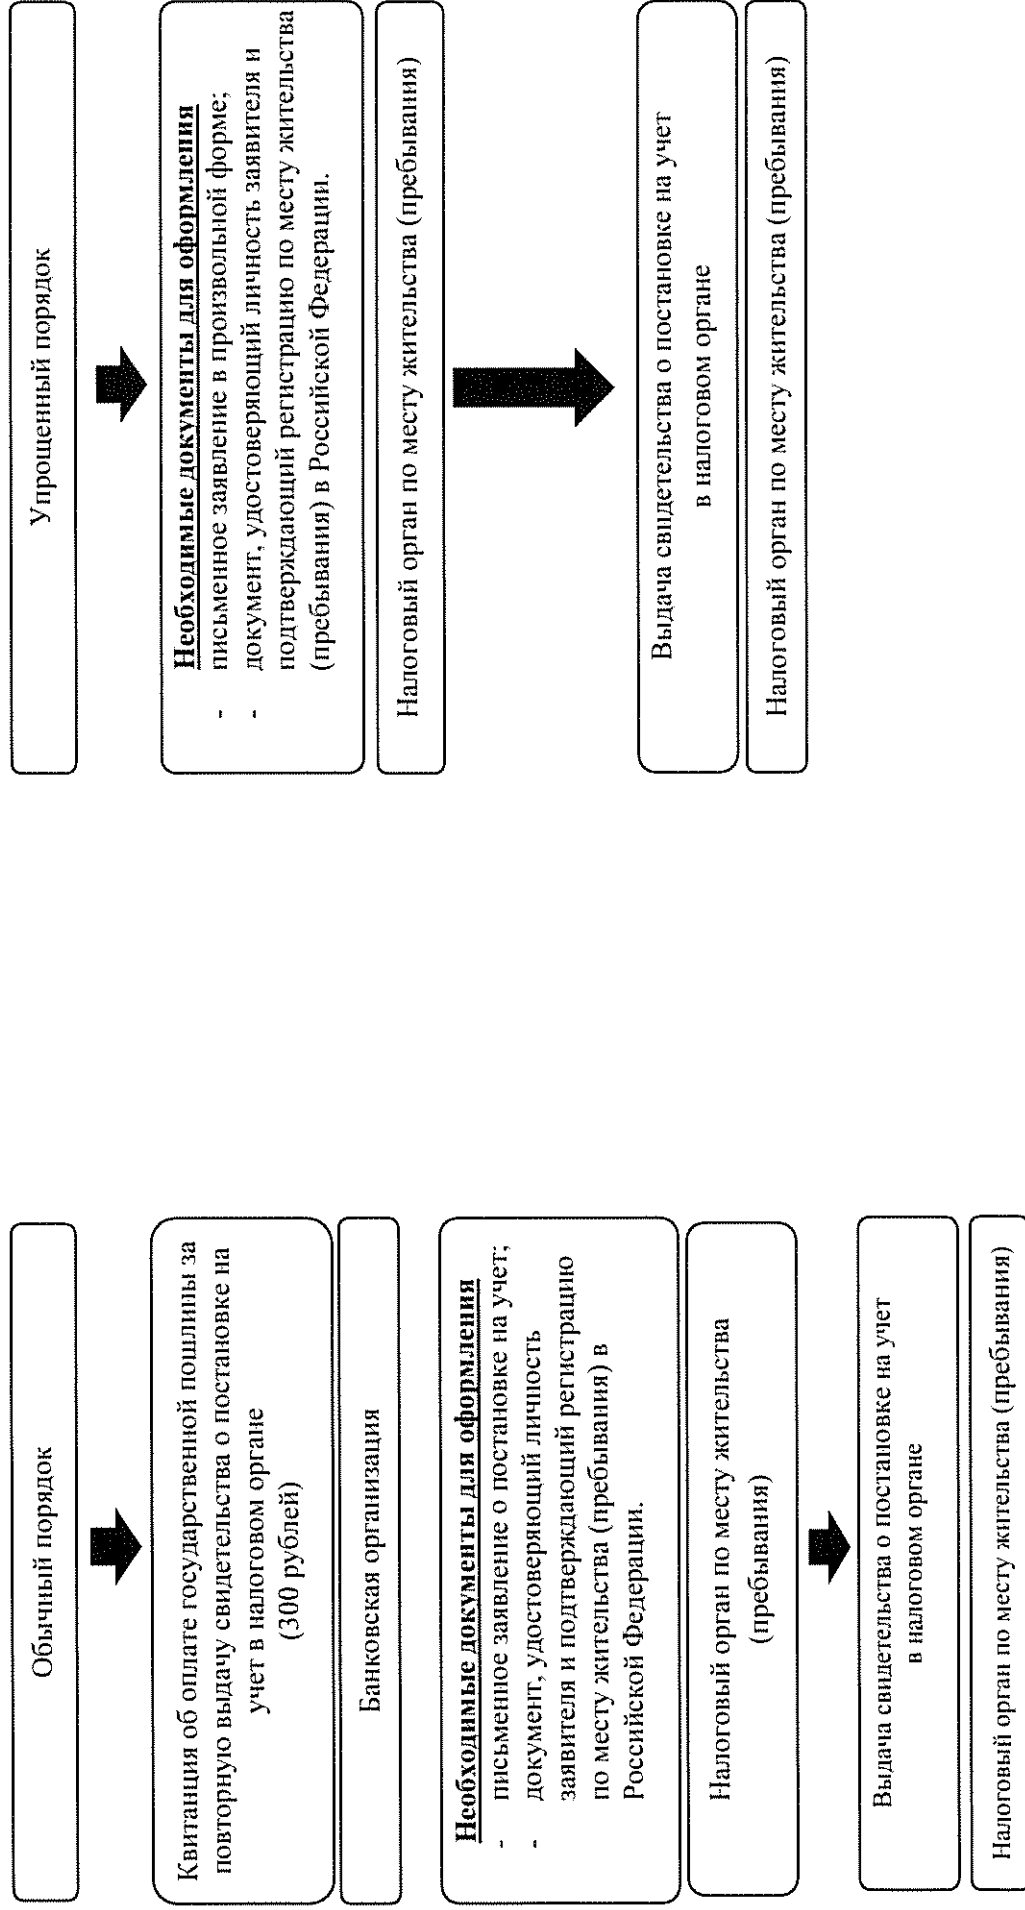 Обычный порядок
Квитанция об оплате государственной пошлины за
повторную выдачу свидетельства о постановке на
учет в налоговом органе
(300 рублей)
Банковская организация
Необходимые документы для оформления
- письменное заявление о постановке на учет;
- документ, удостоверяющий личность
заявителя и подтверждающий регистрацию
по месту жительства (пребывания) в
Российской Федерации.
Налоговый орган по месту жительства
(пребывания)
Выдача свидетельства о постановке на учет
в налоговом органе
Налоговый орган по месту жительства (пребывания)
Упрощенный порядок
Необходимые документы для оформления
- письменное заявление в произвольной форме;
- документ, удостоверяющий личность заявителя и
подтверждающий регистрацию по месту жительства
(пребывания) в Российской Федерации.
Налоговый орган по месту жительства (пребывания)
Выдача свидетельства о постановке на учет
в налоговом органе
Налоговый орган по месту жительства (пребывания)